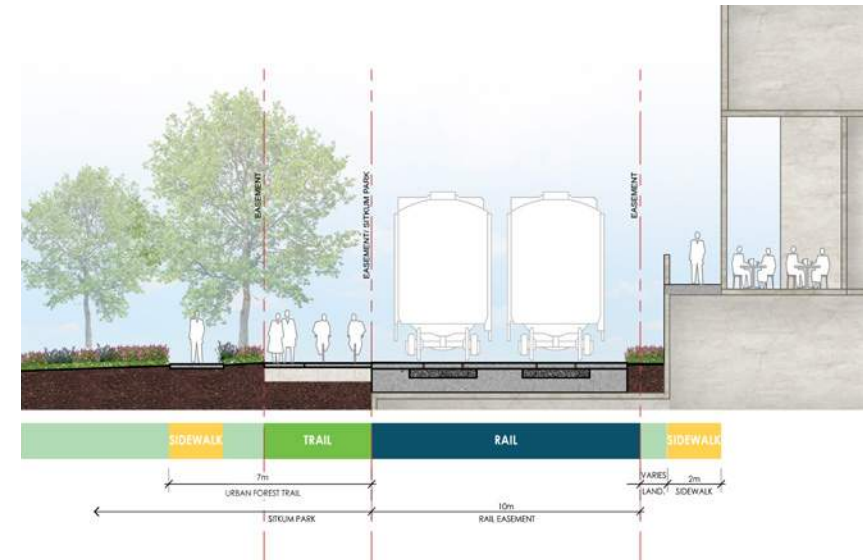 EASEMENT
EASEMENT/ SITKUM PARK
EASEMENT
SIDEWALK
TRAIL
RAIL
SIDEWALK
7m
URBAN FOREST TRAIL
VARIES
LAND.
2m
SIDEWALK
SITKUM PARK
10m
RAIL EASEMENT